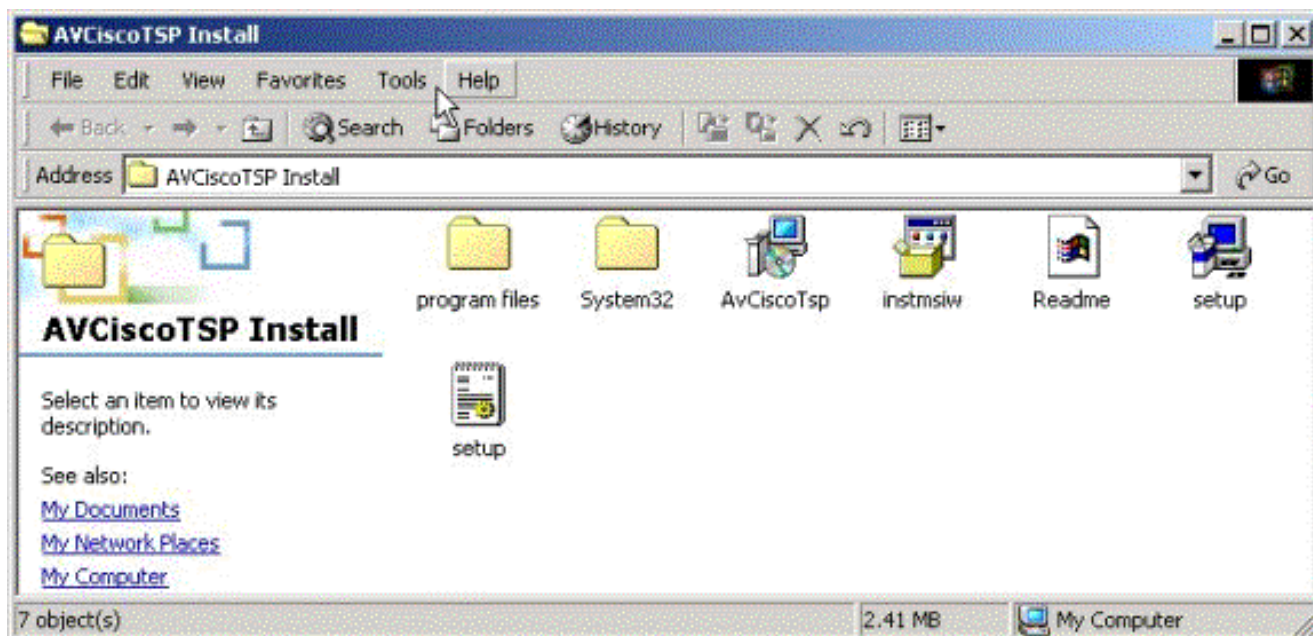 AVCiscoTSP Install
File Edit View Favorites Tools Help
Back Search Folders History
Address AVCiscoTSP Install Go
program files System32 AvCiscoTsp instmsiw Readme setup
setup
AVCiscoTSP Install
Select an item to view its
description.
See also:
My Documents
My Network Places
My Computer
7 object(s) 2.41 MB My Computer